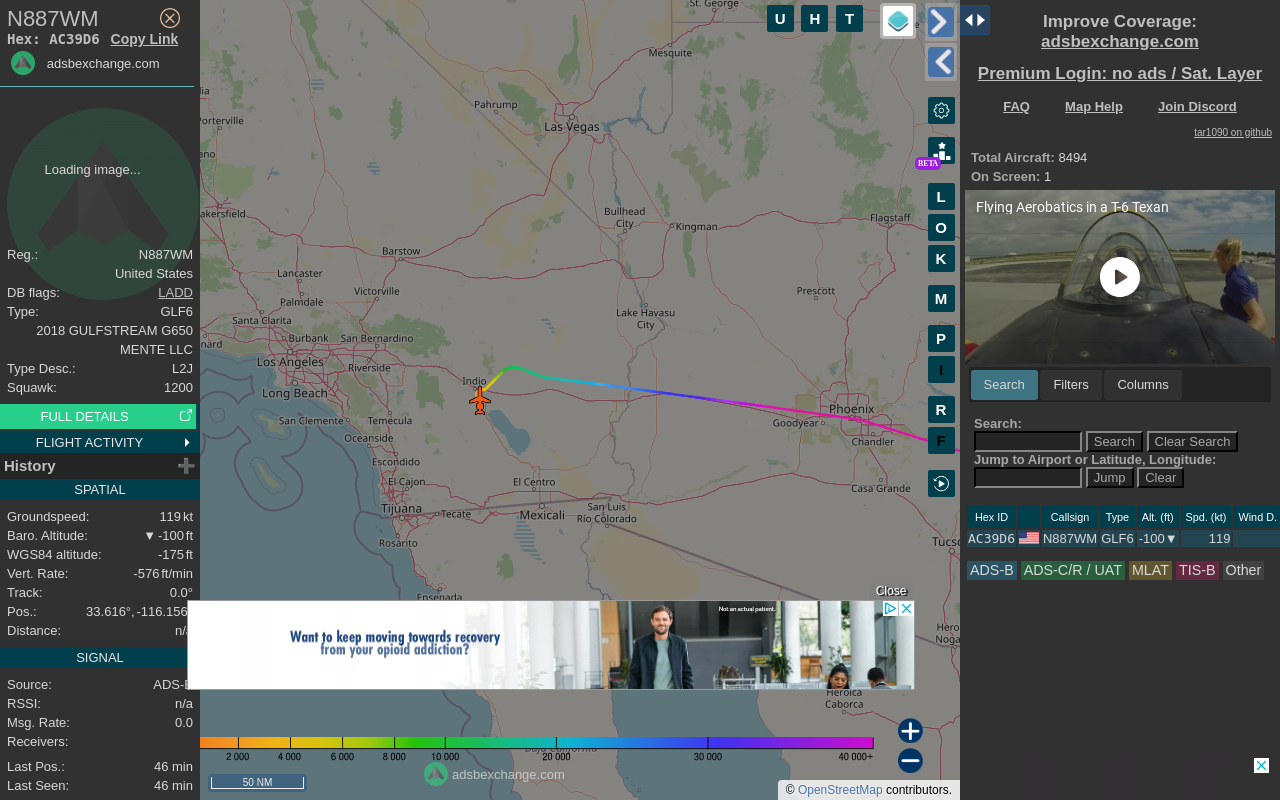 N887WM
Hex: AC39D6 Copy Link
adsbexchange.com
Loading image...
Reg.: N887WM
United States
DB flags: LADD
Type: GLF6
2018 GULFSTREAM G650
MENTE LLC
Type Desc.: L2J
Squawk: 1200
FULL DETAILS
FLIGHT ACTIVITY
History
SPATIAL
Groundspeed: 119 kt
Baro. Altitude: ▼ -100 ft
WGS84 altitude: -175 ft
Vert. Rate: -576 ft/min
Track: 0.0°
Pos.: 33.616°, -116.156
Distance: n/
SIGNAL
Source: ADS-
RSSI: n/a
Msg. Rate: 0.0
Receivers:
Last Pos.: 46 min
Last Seen: 46 min
St. George
Mesquite
Pahrump
Las Vegas
lia
Porterville
ano
akersfield
Bullhead
City
Kingman
Flagstaff
Barstow
Lancaster
Victorville
Palmdale
Prescott
Santa Clarita
Lake Havasu
City
Burbank
San Bernardino
nard
Los Angeles
Riverside
Indio
Long Beach
Phoenix
Goodyear
San Clemente
Temecula
Chandler
Oceanside
Escondido
El Cajon
El Centro
Casa Grande
Tijuana
Tecate
Mexicali
San Luis
Río Colorado
Rosarito
Tucso
Ensenada
Hero
Noga
Heroica
Caborca
Baja California
U H T
BETA
L
O
K
M
P
I
R
F
Close
Want to keep moving towards recovery
from your opioid addiction?
Not an actual patient.
2 000 4 000 6 000 8 000 10 000 20 000 30 000 40 000+
50 NM
adsbexchange.com
© OpenStreetMap contributors.
Improve Coverage:
adsbexchange.com
Premium Login: no ads / Sat. Layer
FAQ Map Help Join Discord
tar1090 on github
Total Aircraft: 8494
On Screen: 1
Flying Aerobatics in a T-6 Texan
Search Filters Columns
Search:
Search Clear Search
Jump to Airport or Latitude, Longitude:
Jump Clear
Hex ID Callsign Type Alt. (ft) Spd. (kt) Wind D.
AC39D6 N887WM GLF6 -100▼ 119
ADS-B ADS-C/R / UAT MLAT TIS-B Other